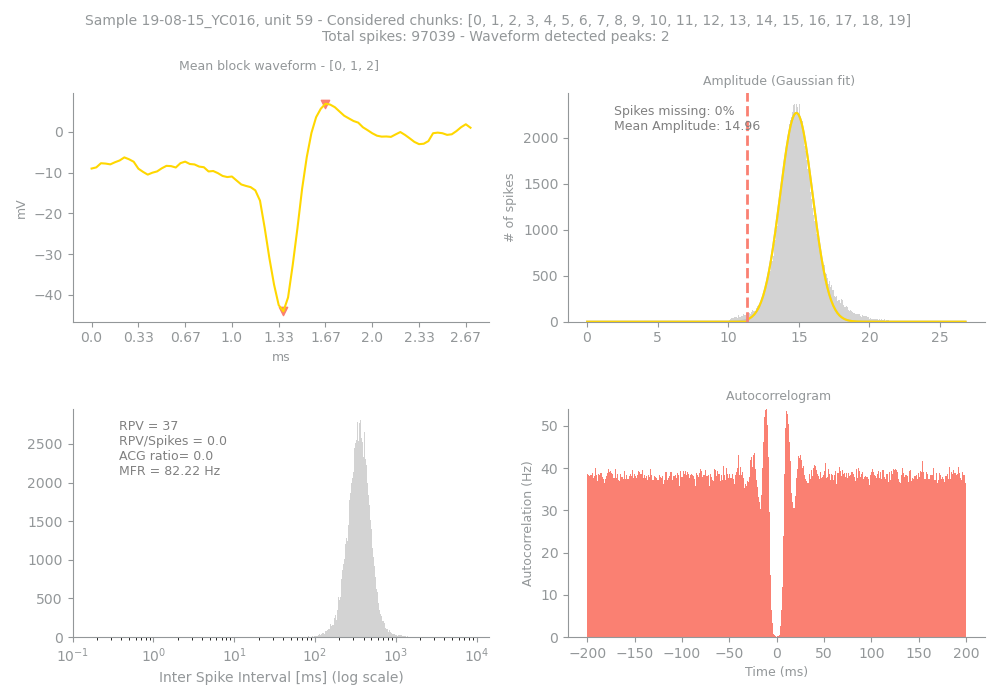 Sample 19-08-15_YC016, unit 59 - Considered chunks: [0, 1, 2, 3, 4, 5, 6, 7, 8, 9, 10, 11, 12, 13, 14, 15, 16, 17, 18, 19]
Total spikes: 97039 - Waveform detected peaks: 2
Mean block waveform - [0, 1, 2]
mV
0
−10
−20
−30
−40
0.0 0.33 0.67 1.0 1.33 1.67 2.0 2.33 2.67
ms
Amplitude (Gaussian fit)
Spikes missing: 0%
Mean Amplitude: 14.96
# of spikes
2000
1500
1000
500
0
0 5 10 15 20 25
RPV = 37
RPV/Spikes = 0.0
ACG ratio= 0.0
MFR = 82.22 Hz
2500
2000
1500
1000
500
0
10⁻¹ 10⁰ 10¹ 10² 10³ 10⁴
Inter Spike Interval [ms] (log scale)
Autocorrelogram
Autocorrelation (Hz)
50
40
30
20
10
0
−200 −150 −100 −50 0 50 100 150 200
Time (ms)